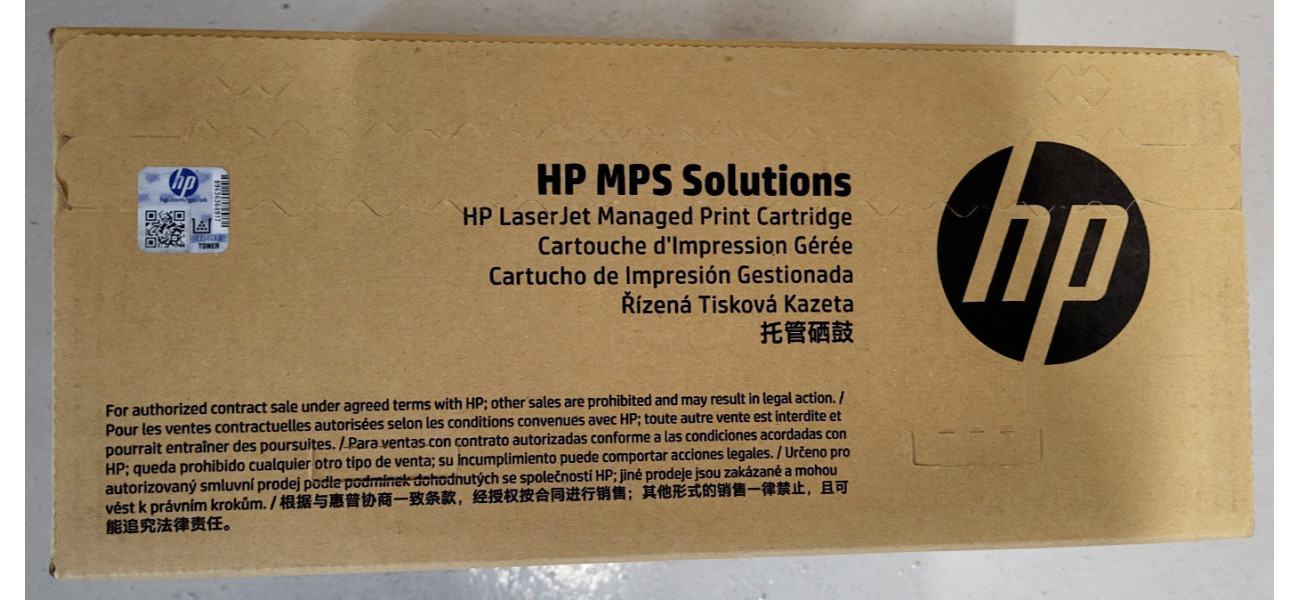 HP MPS Solutions
HP LaserJet Managed Print Cartridge
Cartouche d'Impression Gérée
Cartucho de Impresión Gestionada
Řízená Tisková Kazeta
托管硒鼓
hp
hp
TONER
For authorized contract sale under agreed terms with HP; other sales are prohibited and may result in legal action. /
Pour les ventes contractuelles autorisées selon les conditions convenues avec HP; toute autre vente est interdite et
pourrait entraîner des poursuites. / Para ventas con contrato autorizadas conforme a las condiciones acordadas con
HP; queda prohibido cualquier otro tipo de venta; su incumplimiento puede comportar acciones legales. / Určeno pro
autorizovaný smluvní prodej podle podmínek dohodnutých se společností HP; jiné prodeje jsou zakázané a mohou
vést k právním krokům. / 根据与惠普协商一致条款，经授权按合同进行销售；其他形式的销售一律禁止，且可
能追究法律责任。